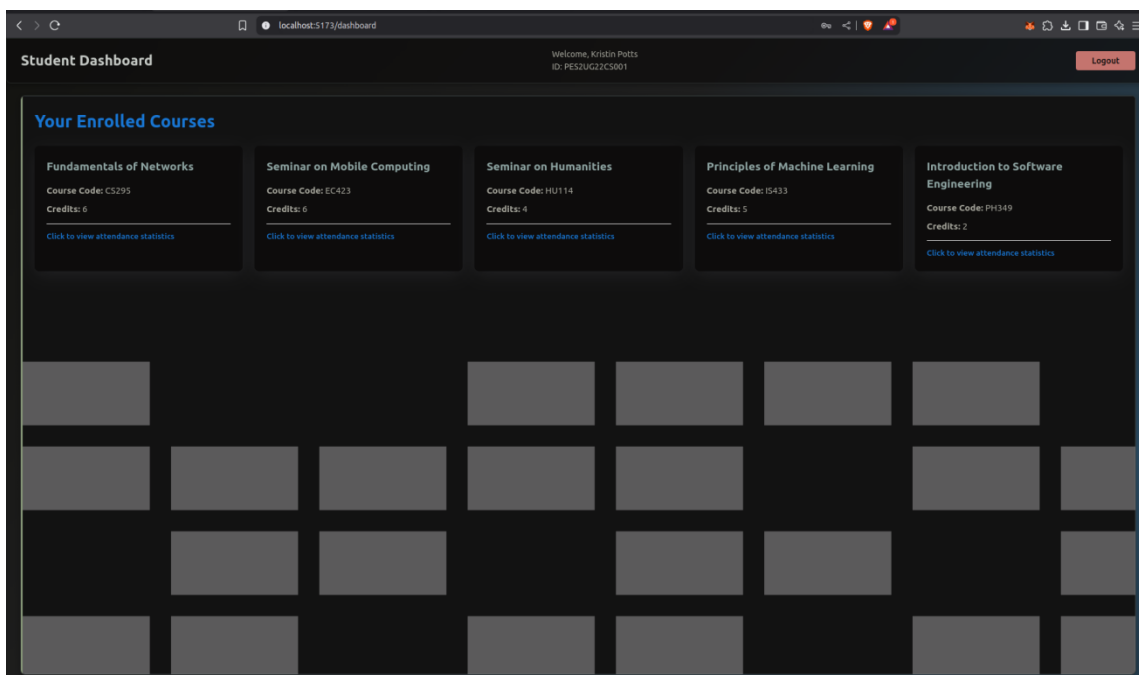 localhost:5173/dashboard
Student Dashboard
Welcome, Kristin Potts
ID: PES2UG22CS001
Logout
Your Enrolled Courses
Fundamentals of Networks
Course Code: CS295
Credits: 6
Click to view attendance statistics
Seminar on Mobile Computing
Course Code: EC423
Credits: 6
Click to view attendance statistics
Seminar on Humanities
Course Code: HU114
Credits: 4
Click to view attendance statistics
Principles of Machine Learning
Course Code: IS433
Credits: 5
Click to view attendance statistics
Introduction to Software
Engineering
Course Code: PH349
Credits: 2
Click to view attendance statistics